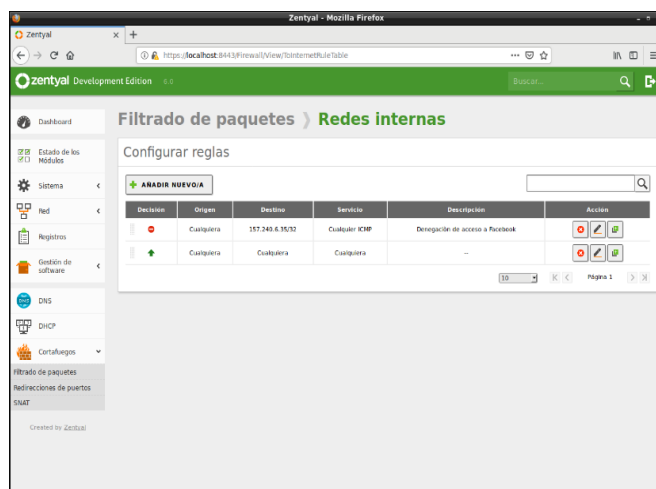 Zentyal - Mozilla Firefox
Zentyal
https://localhost:8443/Firewall/View/ToInternetRuleTable
zentyal Development Edition 6.0
Buscar...
Dashboard
Estado de los Módulos
Sistema
Red
Registros
Gestión de software
DNS
DHCP
Cortafuegos
Filtrado de paquetes
Redirecciones de puertos
SNAT
Created by Zentyal
Filtrado de paquetes Redes internas
Configurar reglas
AÑADIR NUEVO/A
Decisión Origen Destino Servicio Descripción Acción
Cualquiera 157.240.6.35/32 Cualquier ICMP Denegación de acceso a Facebook
Cualquiera Cualquiera Cualquiera --
10 Página 1